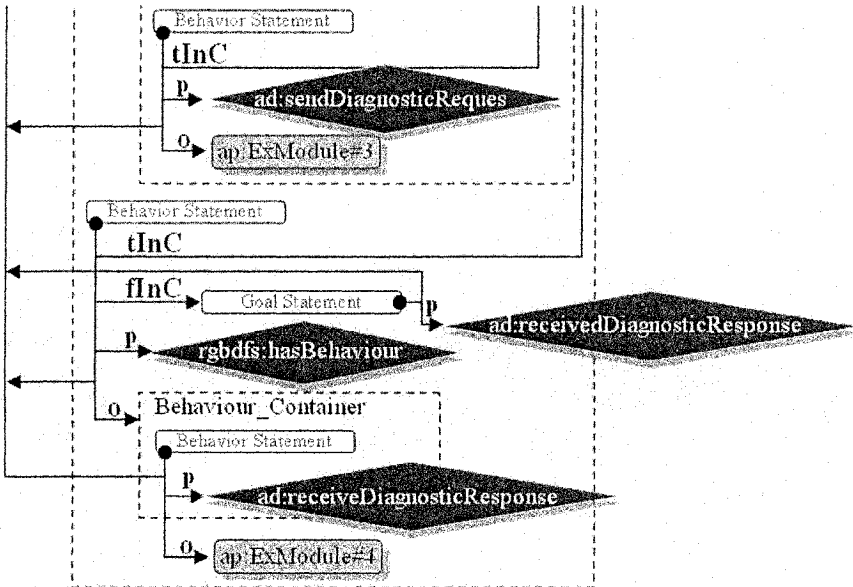 Behavior Statement
tInC
p
ad:sendDiagnosticReques
o
ap:ExModule#3
Behavior Statement
tInC
fInC
Goal Statement
p
ad:receivedDiagnosticResponse
p
rgbdfs:hasBehaviour
o
Behaviour_Container
Behavior Statement
p
ad:receiveDiagnosticResponse
o
ap:ExModule#4